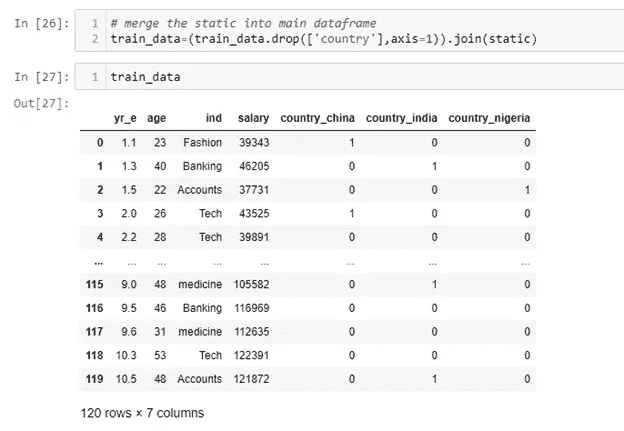 In [26]: 1 # merge the static into main dataframe
2 train_data=(train_data.drop(['country'],axis=1)).join(static)
In [27]: 1 train_data
Out[27]:
yr_e age ind salary country_china country_india country_nigeria
0 1.1 23 Fashion 39343 1 0 0
1 1.3 40 Banking 46205 0 1 0
2 1.5 22 Accounts 37731 0 0 1
3 2.0 26 Tech 43525 1 0 0
4 2.2 28 Tech 39891 0 0 0
... ... ... ... ... ... ... ...
115 9.0 48 medicine 105582 0 1 0
116 9.5 46 Banking 116969 0 0 0
117 9.6 31 medicine 112635 0 0 0
118 10.3 53 Tech 122391 0 0 0
119 10.5 48 Accounts 121872 0 1 0
120 rows × 7 columns